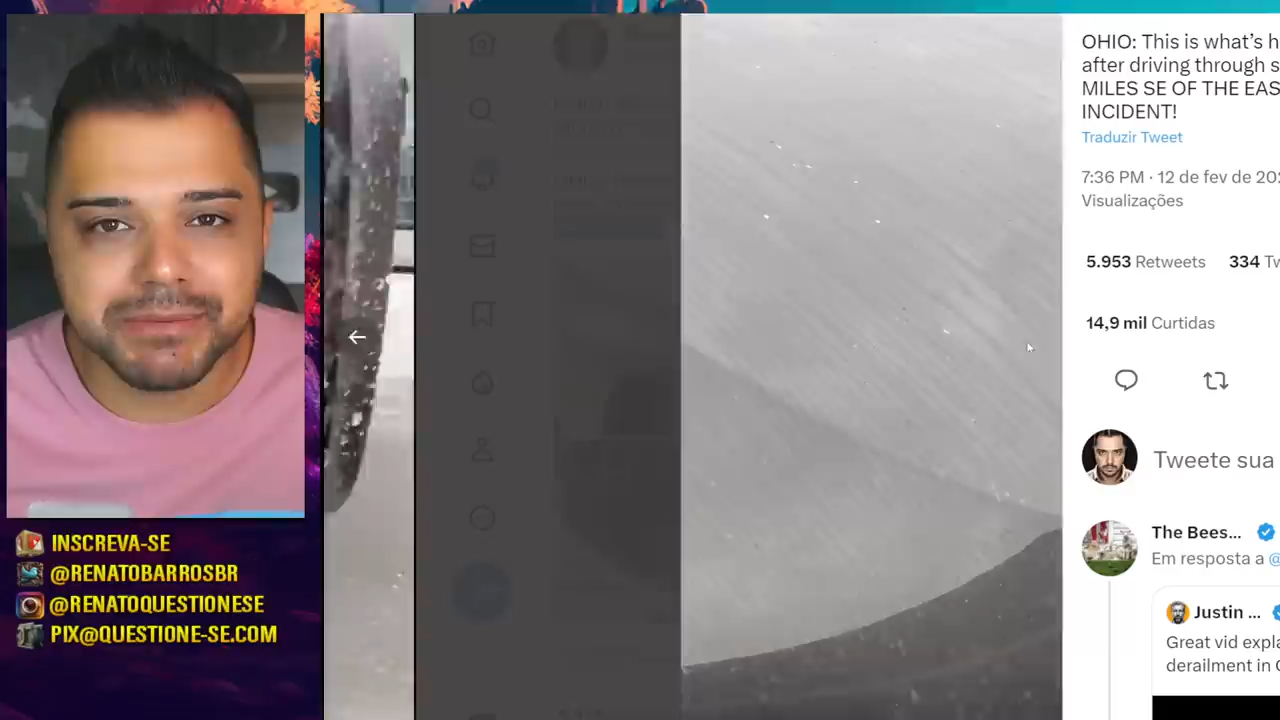 INSCREVA-SE
@RENATOBARROSBR
@RENATOQUESTIONESE
PIX@QUESTIONE-SE.COM
OHIO: This is what's h
after driving through s
MILES SE OF THE EAS
INCIDENT!
Traduzir Tweet
7:36 PM · 12 de fev de 202
Visualizações
5.953 Retweets 334 Tw
14,9 mil Curtidas
Tweete sua
The Bees...
Em resposta a @
Justin ...
Great vid expla
derailment in O